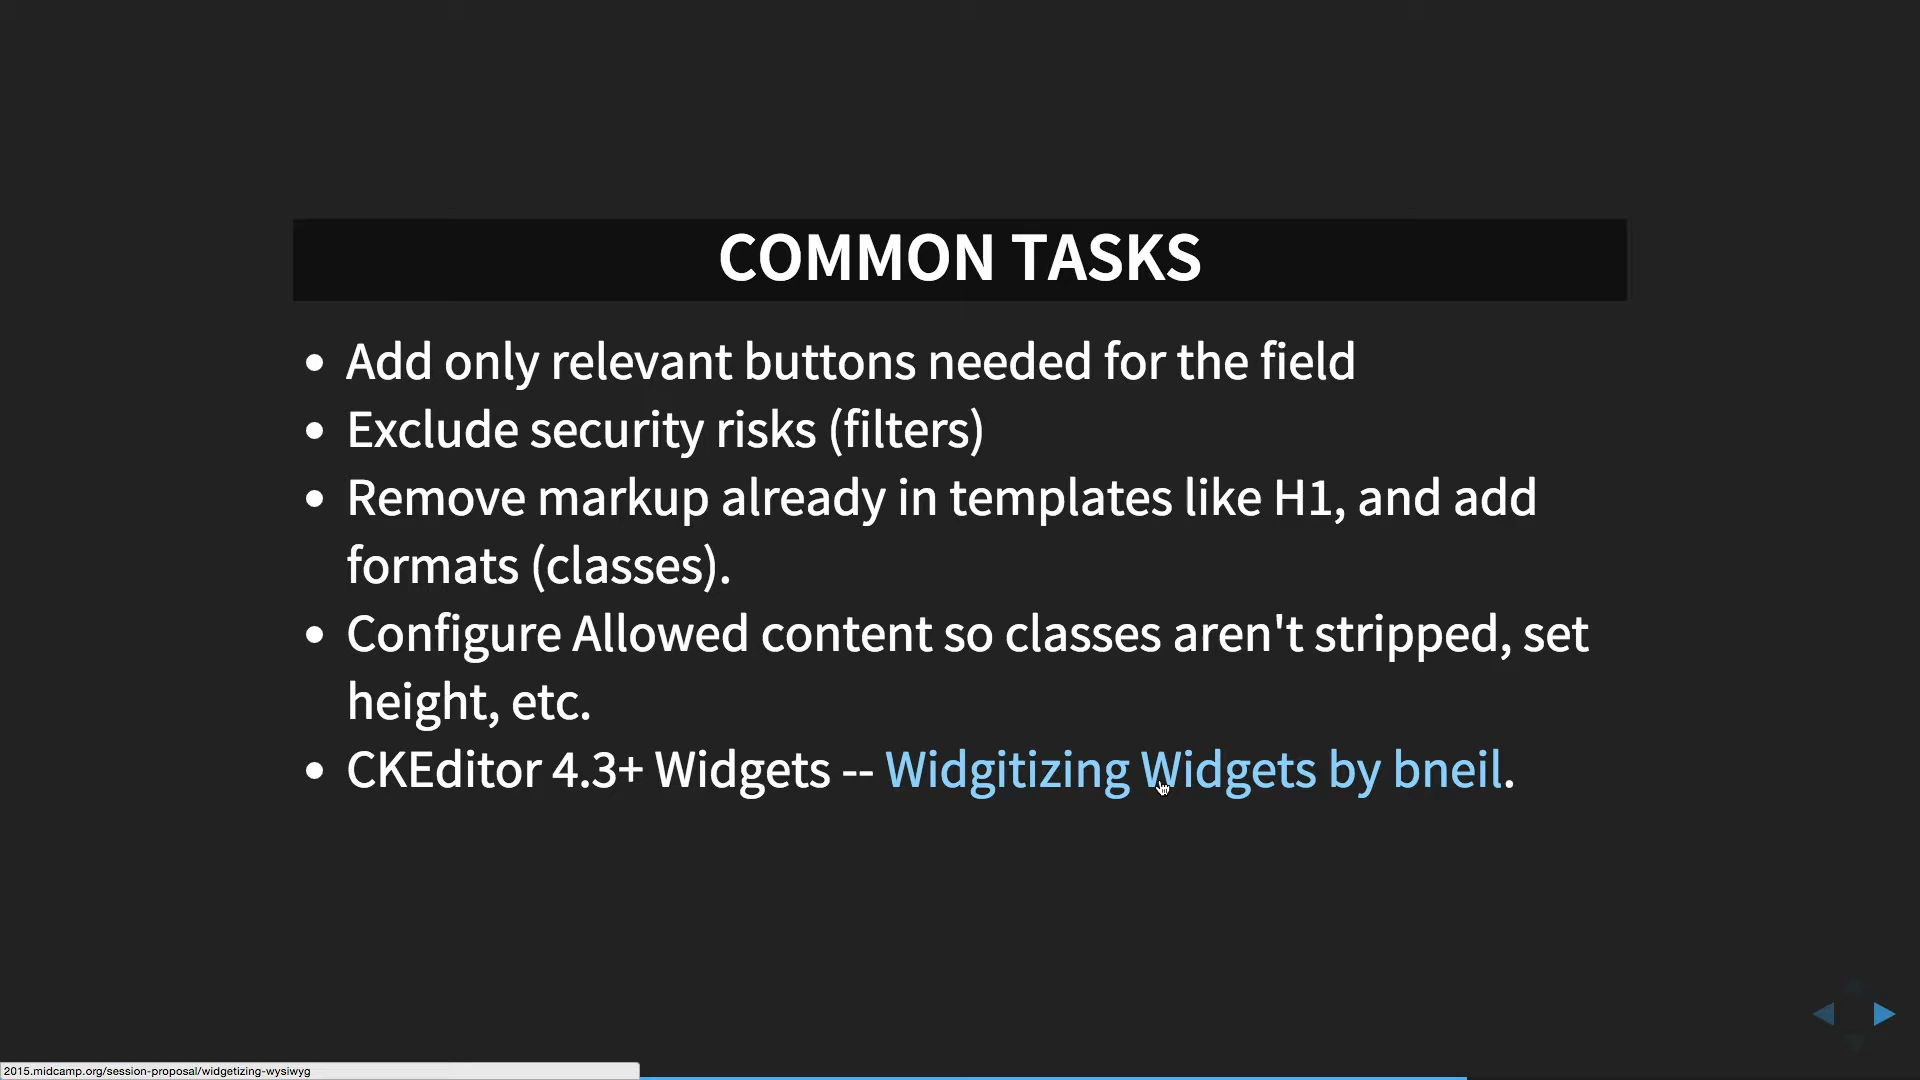 COMMON TASKS
• Add only relevant buttons needed for the field
• Exclude security risks (filters)
• Remove markup already in templates like H1, and add
formats (classes).
• Configure Allowed content so classes aren't stripped, set
height, etc.
• CKEditor 4.3+ Widgets -- Widgitizing Widgets by bneil.
2015.midcamp.org/session-proposal/widgetizing-wysiwyg